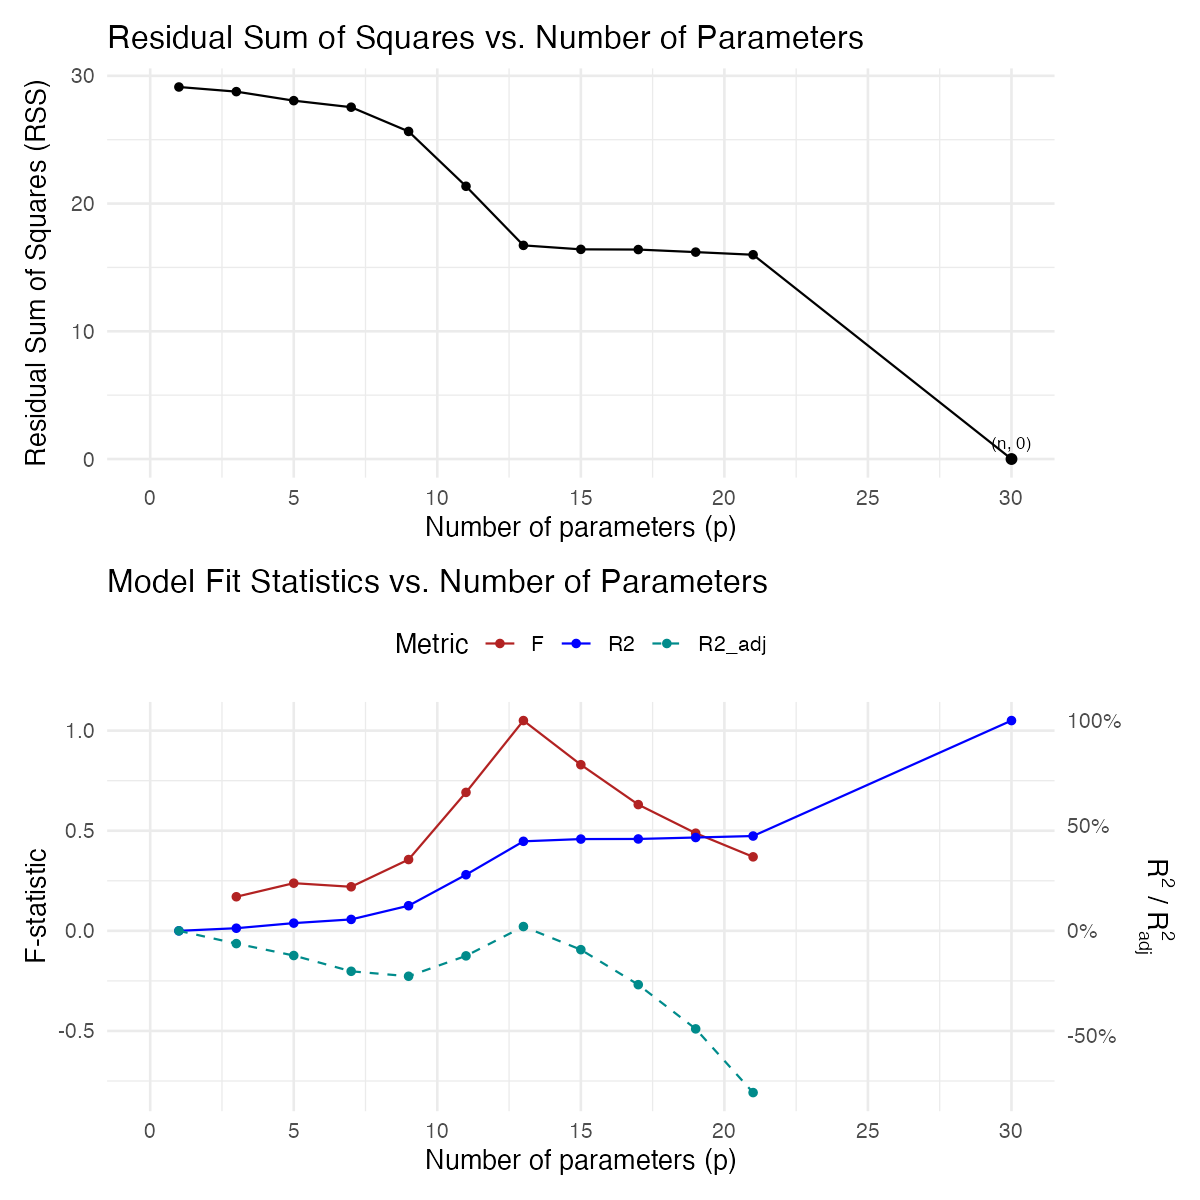 Residual Sum of Squares vs. Number of Parameters
Residual Sum of Squares (RSS)
30
20
10
0
(n, 0)
0 5 10 15 20 25 30
Number of parameters (p)
Model Fit Statistics vs. Number of Parameters
Metric F R2 R2_adj
F-statistic
1.0
0.5
0.0
-0.5
100%
50%
0%
-50%
R² / R²adj
0 5 10 15 20 25 30
Number of parameters (p)